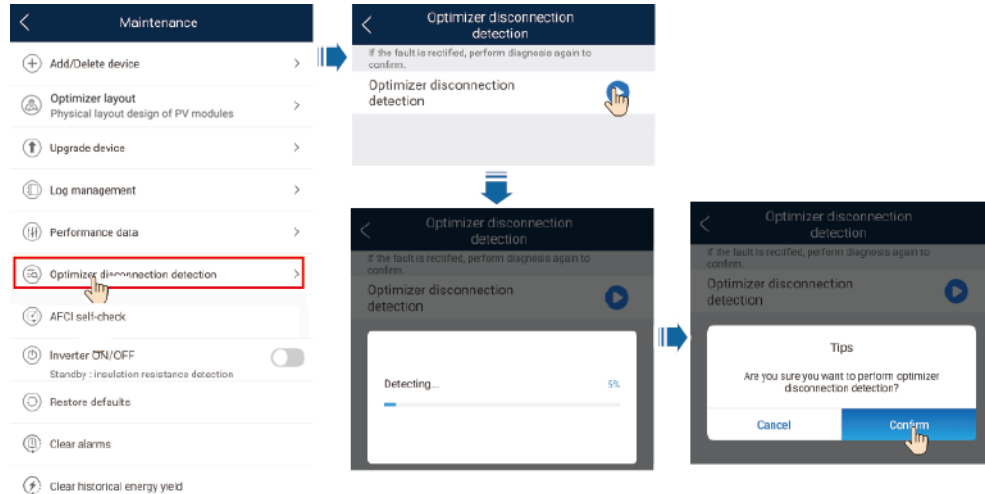 Maintenance
Add/Delete device
Optimizer layout
Physical layout design of PV modules
Upgrade device
Log management
Performance data
Optimizer disconnection detection
AFCI self-check
Inverter ON/OFF
Standby : insulation resistance detection
Restore defaults
Clear alarms
Clear historical energy yield
Optimizer disconnection
detection
If the fault is rectified, perform diagnosis again to
confirm.
Optimizer disconnection
detection
Optimizer disconnection
detection
If the fault is rectified, perform diagnosis again to
confirm.
Optimizer disconnection
detection
Detecting...
5%
Optimizer disconnection
detection
If the fault is rectified, perform diagnosis again to
confirm.
Optimizer disconnection
detection
Tips
Are you sure you want to perform optimizer
disconnection detection?
Cancel
Confirm